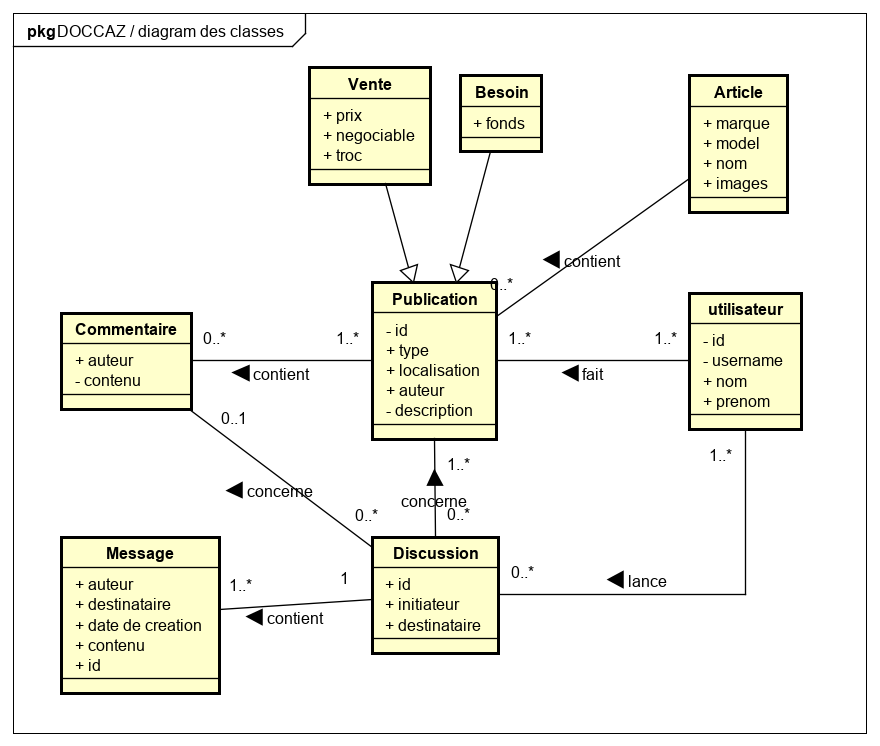 pkg DOCCAZ / diagram des classes
Vente
+ prix
+ negociable
+ troc
Besoin
+ fonds
Article
+ marque
+ model
+ nom
+ images
contient
0..*
Publication
- id
+ type
+ localisation
+ auteur
- description
Commentaire
+ auteur
- contenu
0..*
1..*
contient
1..*
1..*
fait
utilisateur
- id
- username
+ nom
+ prenom
0..1
concerne
0..*
1..*
concerne
0..*
1..*
0..*
lance
Message
+ auteur
+ destinataire
+ date de creation
+ contenu
+ id
1..*
1
contient
Discussion
+ id
+ initiateur
+ destinataire